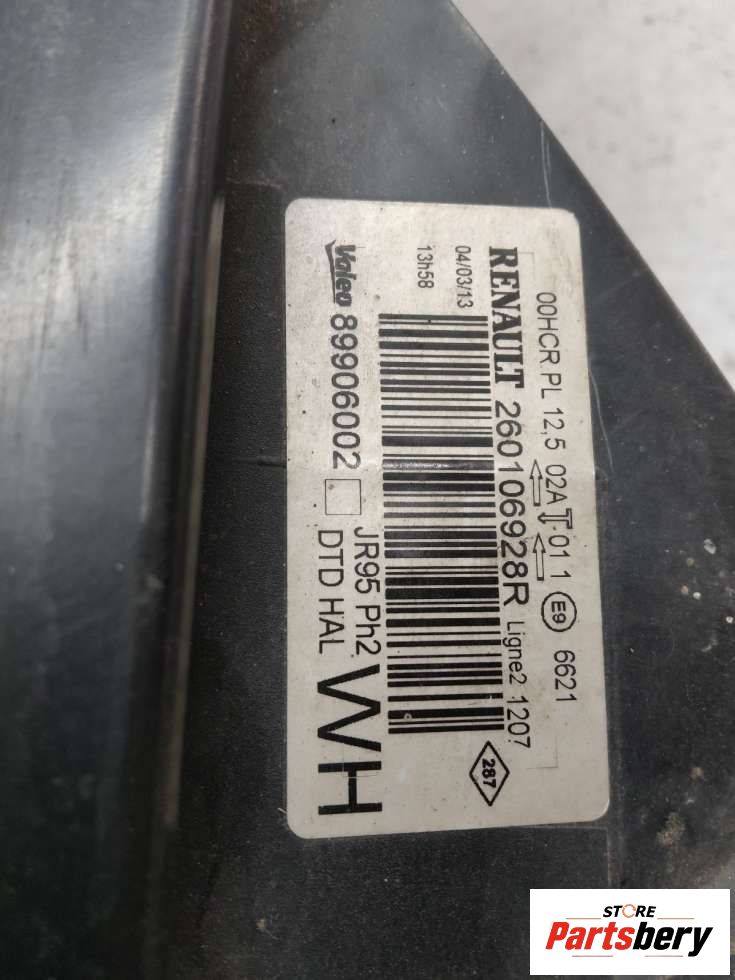 00HCR PL 12,5 02A 01 1 E9 6621
RENAULT 260106928R Ligne2 1207
04/03/13
13h58
287
Valeo 89906002 JR95 Ph2
DTD HAL
WH
STORE
Partsbery